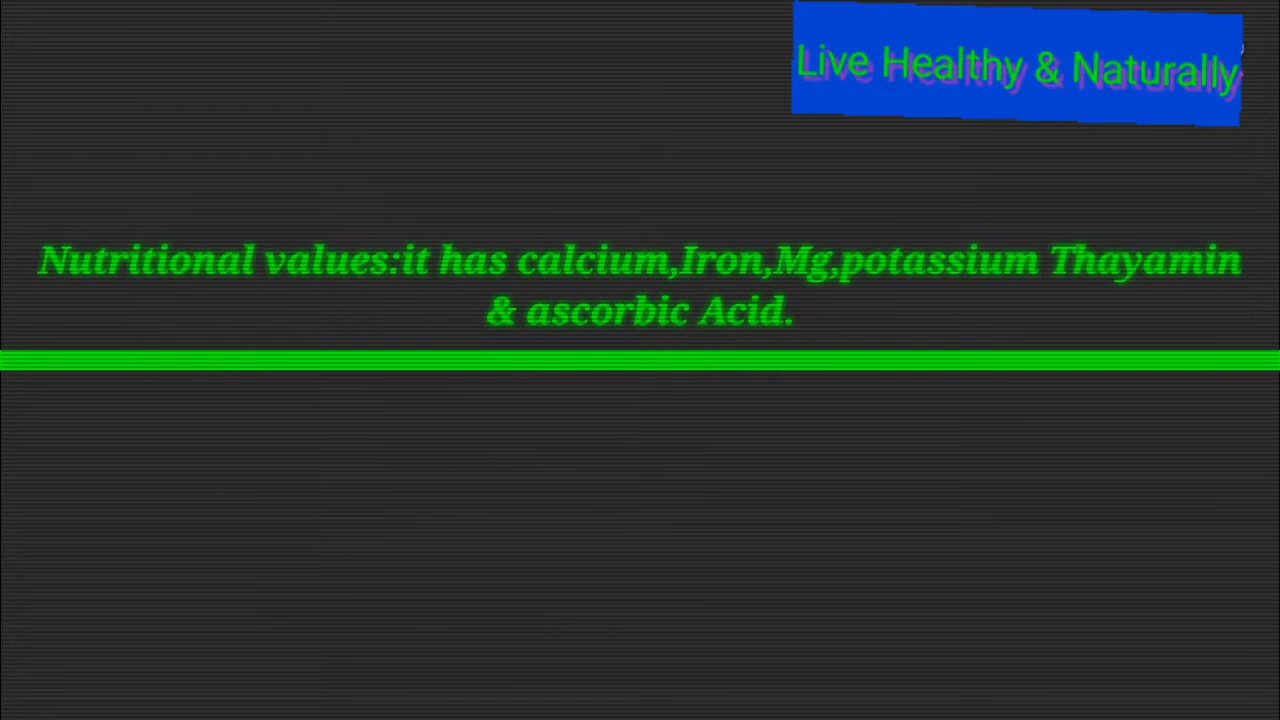 Live Healthy & Naturally
Nutritional values:it has calcium,Iron,Mg,potassium Thayamin
& ascorbic Acid.